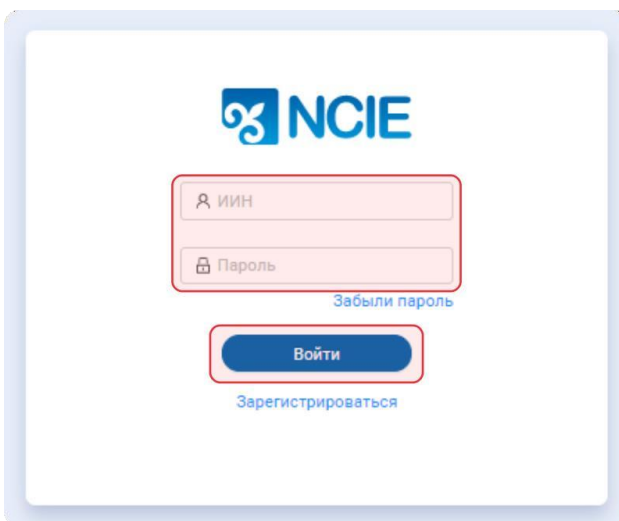 NCIE
ИИН
Пароль
Забыли пароль
Войти
Зарегистрироваться